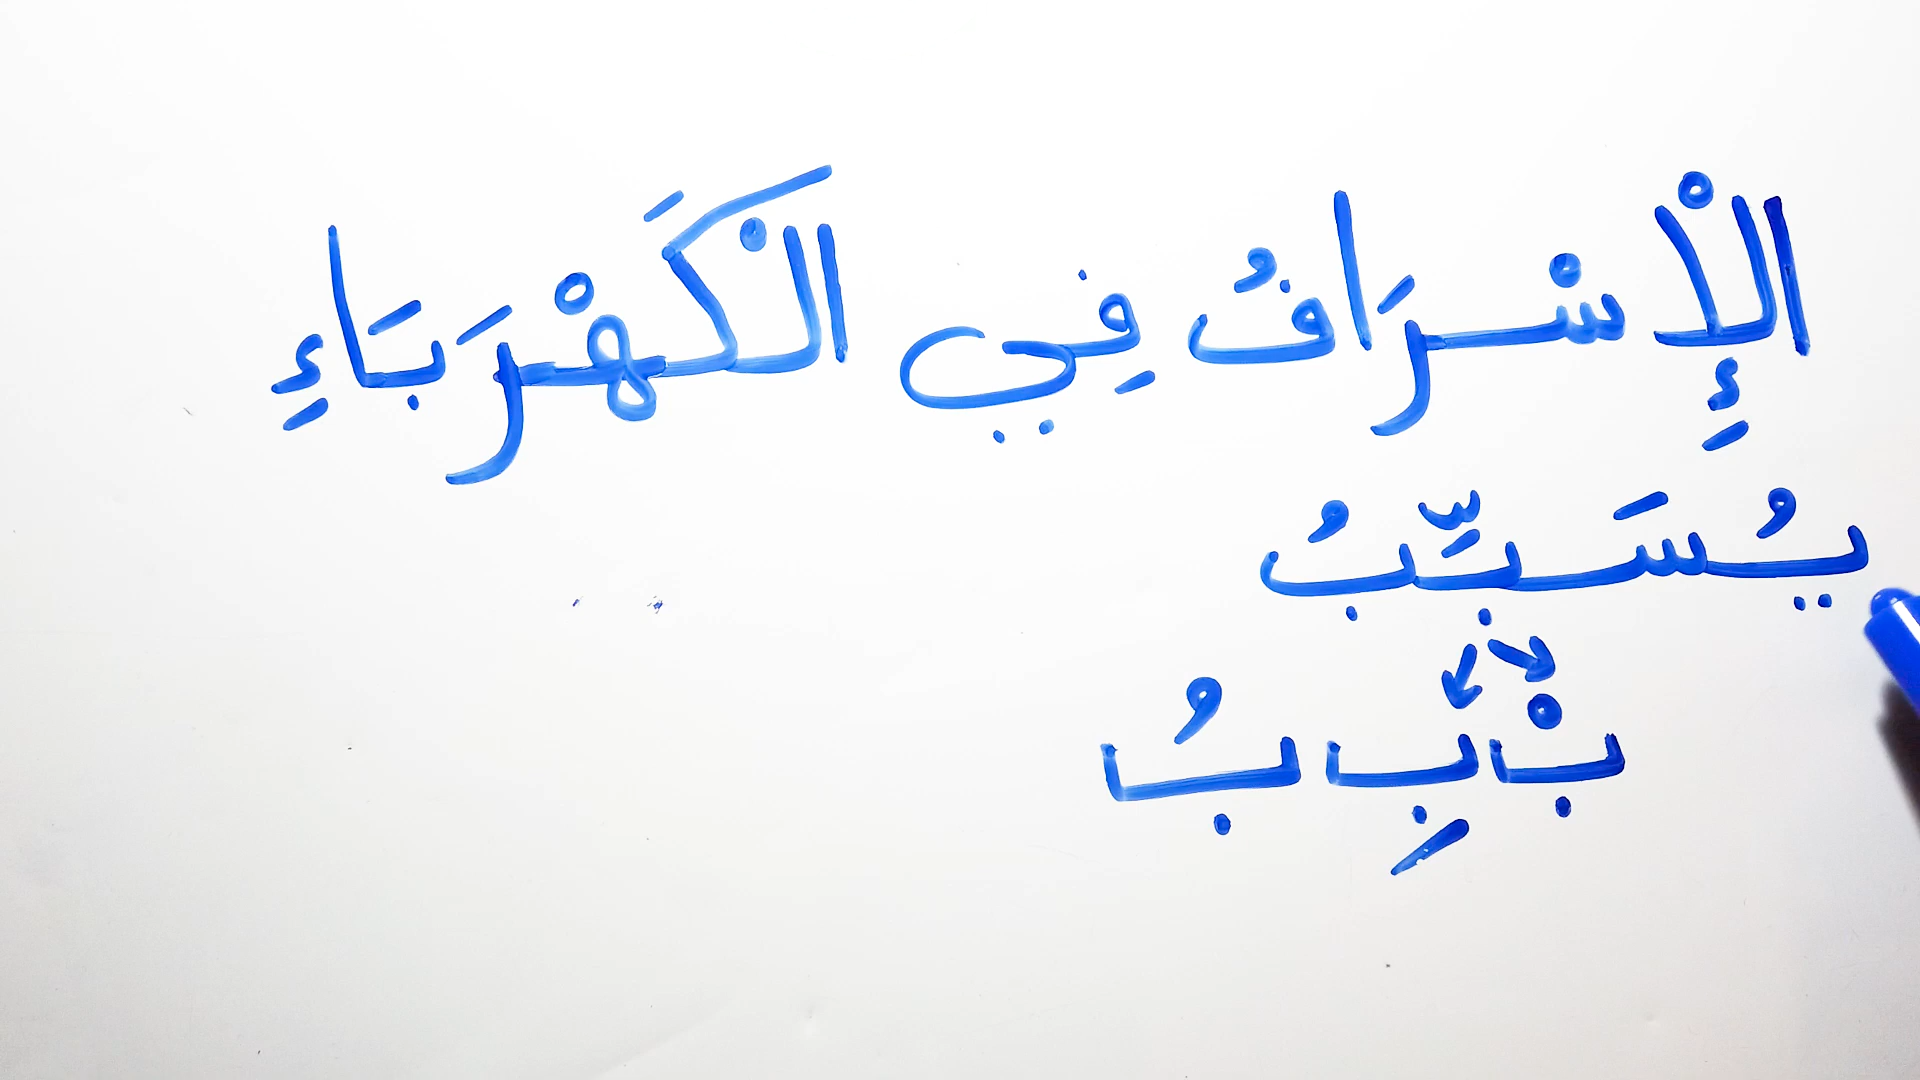 الْإِسْرَافُ فِي الْكَهْرَبَاءِ
يُسَبِّبُ
بْ بِ بُ